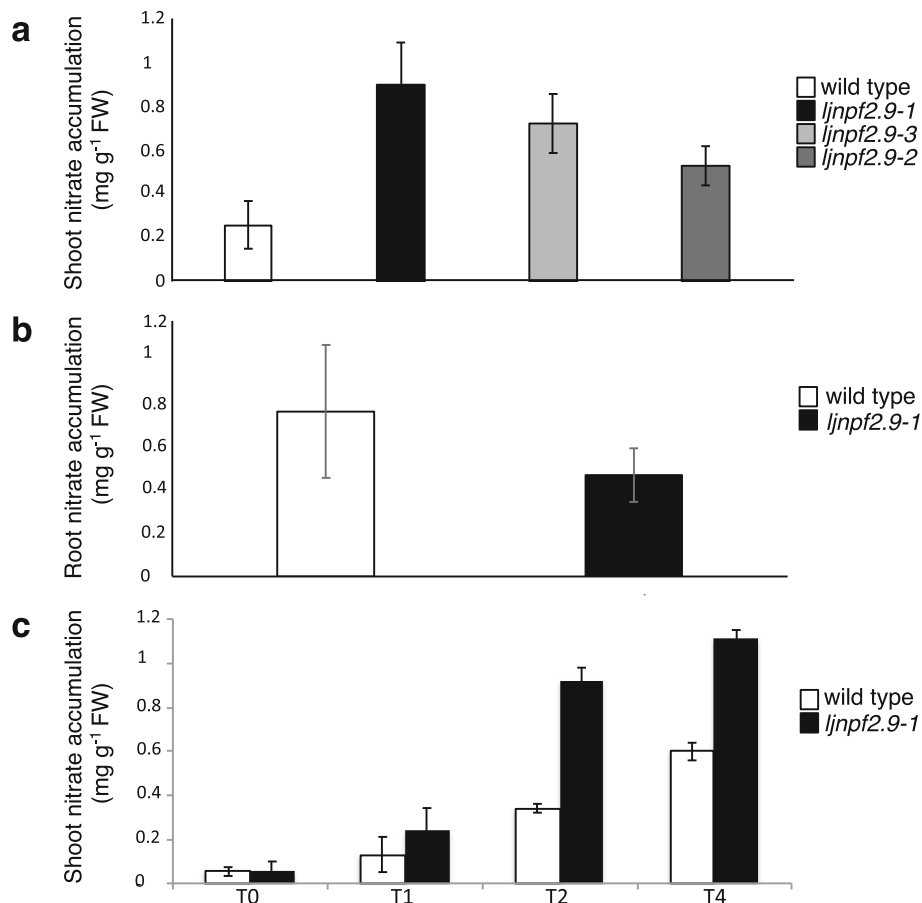 a
Shoot nitrate accumulation
(mg g-1 FW)
1.2
1
0.8
0.6
0.4
0.2
0
wild type
ljnpf2.9-1
ljnpf2.9-3
ljnpf2.9-2
b
Root nitrate accumulation
(mg g-1 FW)
1.2
1
0.8
0.6
0.4
0.2
0
wild type
ljnpf2.9-1
c
Shoot nitrate accumulation
(mg g-1 FW)
1.2
1
0.8
0.6
0.4
0.2
0
T0 T1 T2 T4
wild type
ljnpf2.9-1